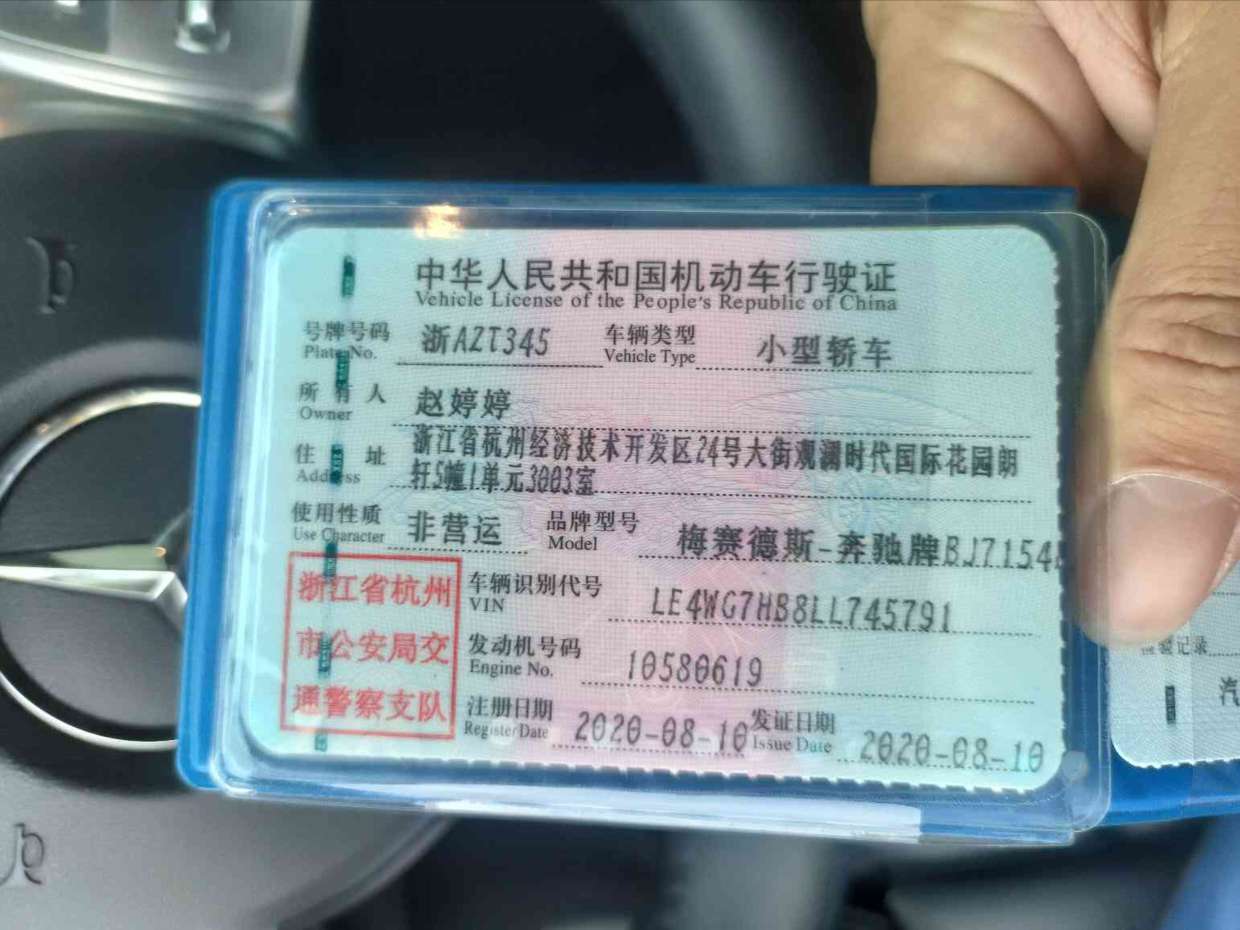 中华人民共和国机动车行驶证
Vehicle License of the People's Republic of China
号牌号码 浙AZT345 车辆类型 小型轿车
Plate No. Vehicle Type
所有人 赵婷婷
Owner
住址 浙江省杭州经济技术开发区24号大街观澜时代国际花园朗
Address 轩5幢1单元3003室
使用性质 非营运 品牌型号 梅赛德斯-奔驰牌BJ7154
Use Character Model
浙江省杭州
市公安局交
通警察支队
车辆识别代号 LE4WG7HB8LL745791
VIN
发动机号码 10580619
Engine No.
注册日期 2020-08-10 发证日期 2020-08-10
Register Date Issue Date
检验记录
汽